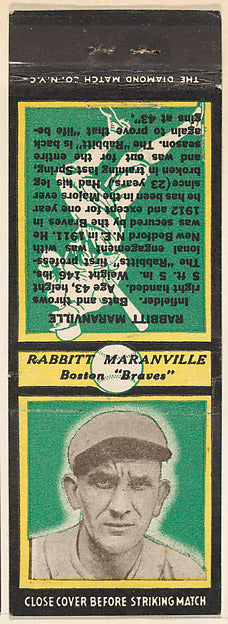 THE DIAMOND MATCH CO. N.Y.C.
RABBITT MARANVILLE
Infielder. Bats and throws
right handed. Age 43, height
5 ft. 5 in. Weight 146 lbs.
The "Rabbitt's" first profess-
ional engagement was with
New Bedford N.E. in 1911. He
was secured by the Braves in
1912 and except for one year
he has been in the Majors ever
since (23 years). Had his leg
broken in training last Spring,
and was out for the entire
season. The "Rabbit" is back
again to prove that "life be-
gins at 43".
RABBITT MARANVILLE
Boston "Braves"
CLOSE COVER BEFORE STRIKING MATCH